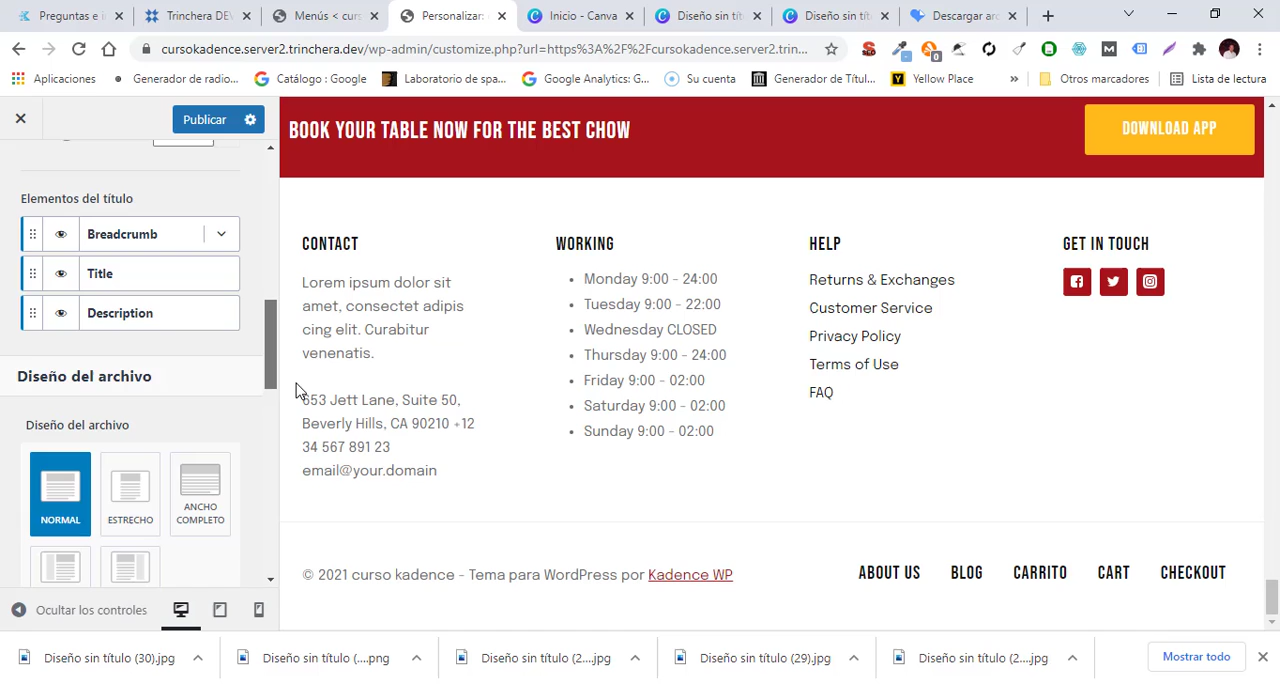 Preguntas e in
Trinchera DEV
Menús < curs
Personalizar:
Inicio - Canva
Diseño sin títu
Diseño sin títu
Descargar arc
cursokadence.server2.trinchera.dev/wp-admin/customize.php?url=https%3A%2F%2Fcursokadence.server2.trin...
Aplicaciones
Generador de radio...
Catálogo : Google
Laboratorio de spa...
Google Analytics: G...
Su cuenta
Generador de Títul...
Yellow Place
»
Otros marcadores
Lista de lectura
Publicar
BOOK YOUR TABLE NOW FOR THE BEST CHOW
DOWNLOAD APP
Elementos del título
Breadcrumb
Title
Description
Diseño del archivo
Diseño del archivo
NORMAL
ESTRECHO
ANCHO
COMPLETO
CONTACT
Lorem ipsum dolor sit
amet, consectet adipis
cing elit. Curabitur
venenatis.
653 Jett Lane, Suite 50,
Beverly Hills, CA 90210 +12
34 567 891 23
email@your.domain
WORKING
Monday 9:00 - 24:00
Tuesday 9:00 - 22:00
Wednesday CLOSED
Thursday 9:00 - 24:00
Friday 9:00 - 02:00
Saturday 9:00 - 02:00
Sunday 9:00 - 02:00
HELP
Returns & Exchanges
Customer Service
Privacy Policy
Terms of Use
FAQ
GET IN TOUCH
© 2021 curso kadence - Tema para WordPress por Kadence WP
ABOUT US
BLOG
CARRITO
CART
CHECKOUT
Ocultar los controles
Diseño sin título (30).jpg
Diseño sin título (....png
Diseño sin título (2....jpg
Diseño sin título (29).jpg
Diseño sin título (2....jpg
Mostrar todo